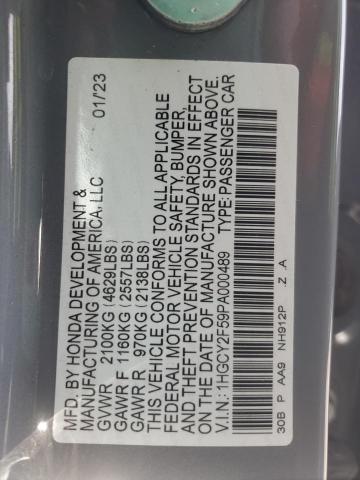 MFD. BY HONDA DEVELOPMENT &
MANUFACTURING OF AMERICA, LLC 01/23
GVWR 2100KG (4629LBS)
GAWR F 1160KG (2557LBS)
GAWR R 970KG (2138LBS)
THIS VEHICLE CONFORMS TO ALL APPLICABLE
FEDERAL MOTOR VEHICLE SAFETY, BUMPER,
AND THEFT PREVENTION STANDARDS IN EFFECT
ON THE DATE OF MANUFACTURE SHOWN ABOVE.
V.I.N.: 1HGCY2F59PA000489 TYPE: PASSENGER CAR
30B P AA9 NH912P .Z .A